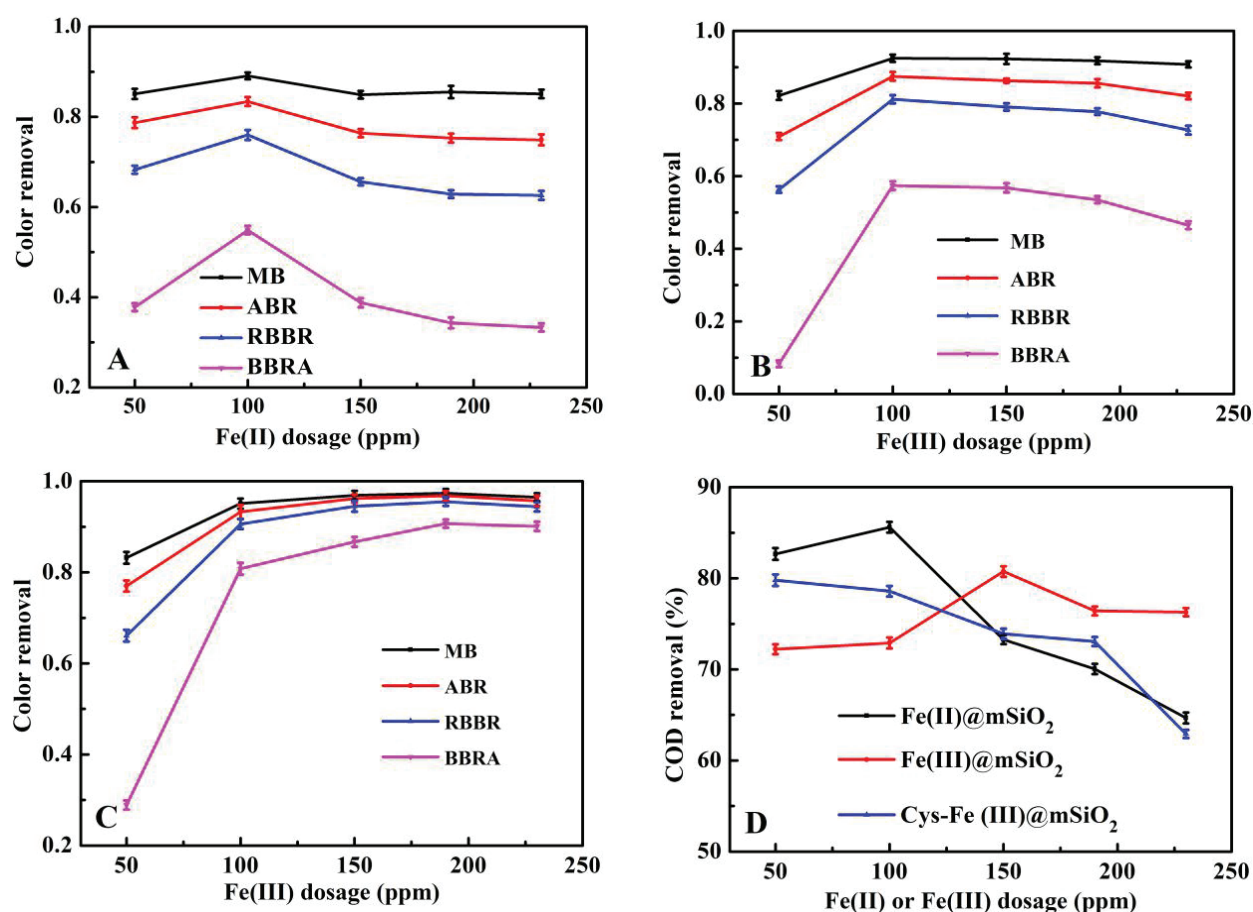 1.0
0.8
0.6
0.4
0.2
Color removal
MB
ABR
RBBR
BBRA
A
50 100 150 200 250
Fe(II) dosage (ppm)
1.0
0.8
0.6
0.4
0.2
0.0
Color removal
MB
ABR
RBBR
BBRA
B
50 100 150 200 250
Fe(III) dosage (ppm)
1.0
0.8
0.6
0.4
0.2
Color removal
MB
ABR
RBBR
BBRA
C
50 100 150 200 250
Fe(III) dosage (ppm)
90
80
70
60
50
COD removal (%)
Fe(II)@mSiO2
Fe(III)@mSiO2
Cys-Fe (III)@mSiO2
D
50 100 150 200 250
Fe(II) or Fe(III) dosage (ppm)